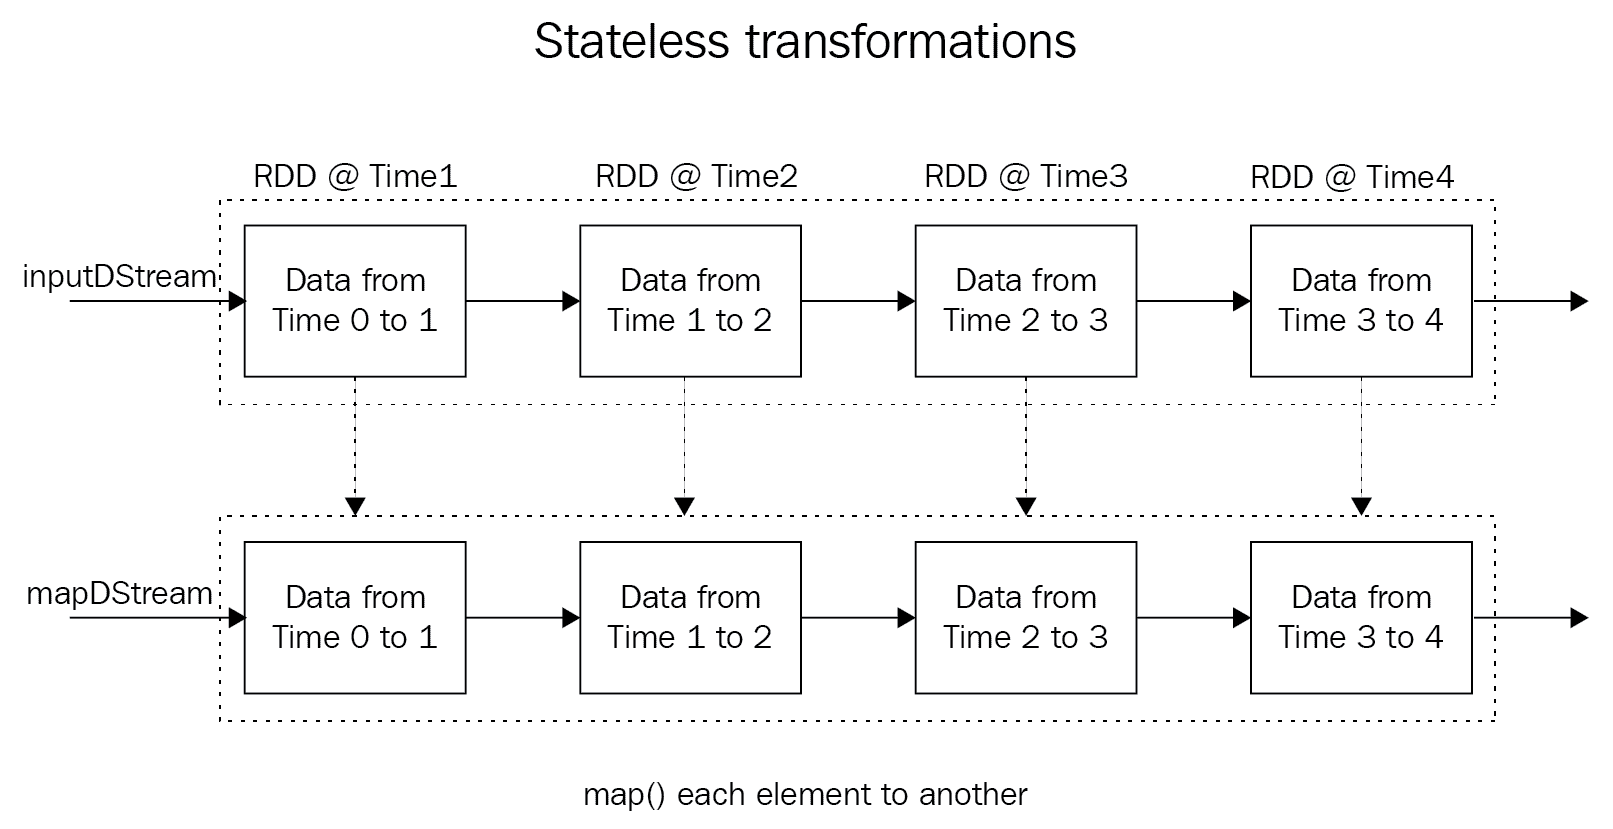 Stateless transformations
RDD @ Time1
RDD @ Time2
RDD @ Time3
RDD @ Time4
inputDStream
Data from
Time 0 to 1
Data from
Time 1 to 2
Data from
Time 2 to 3
Data from
Time 3 to 4
mapDStream
Data from
Time 0 to 1
Data from
Time 1 to 2
Data from
Time 2 to 3
Data from
Time 3 to 4
map() each element to another